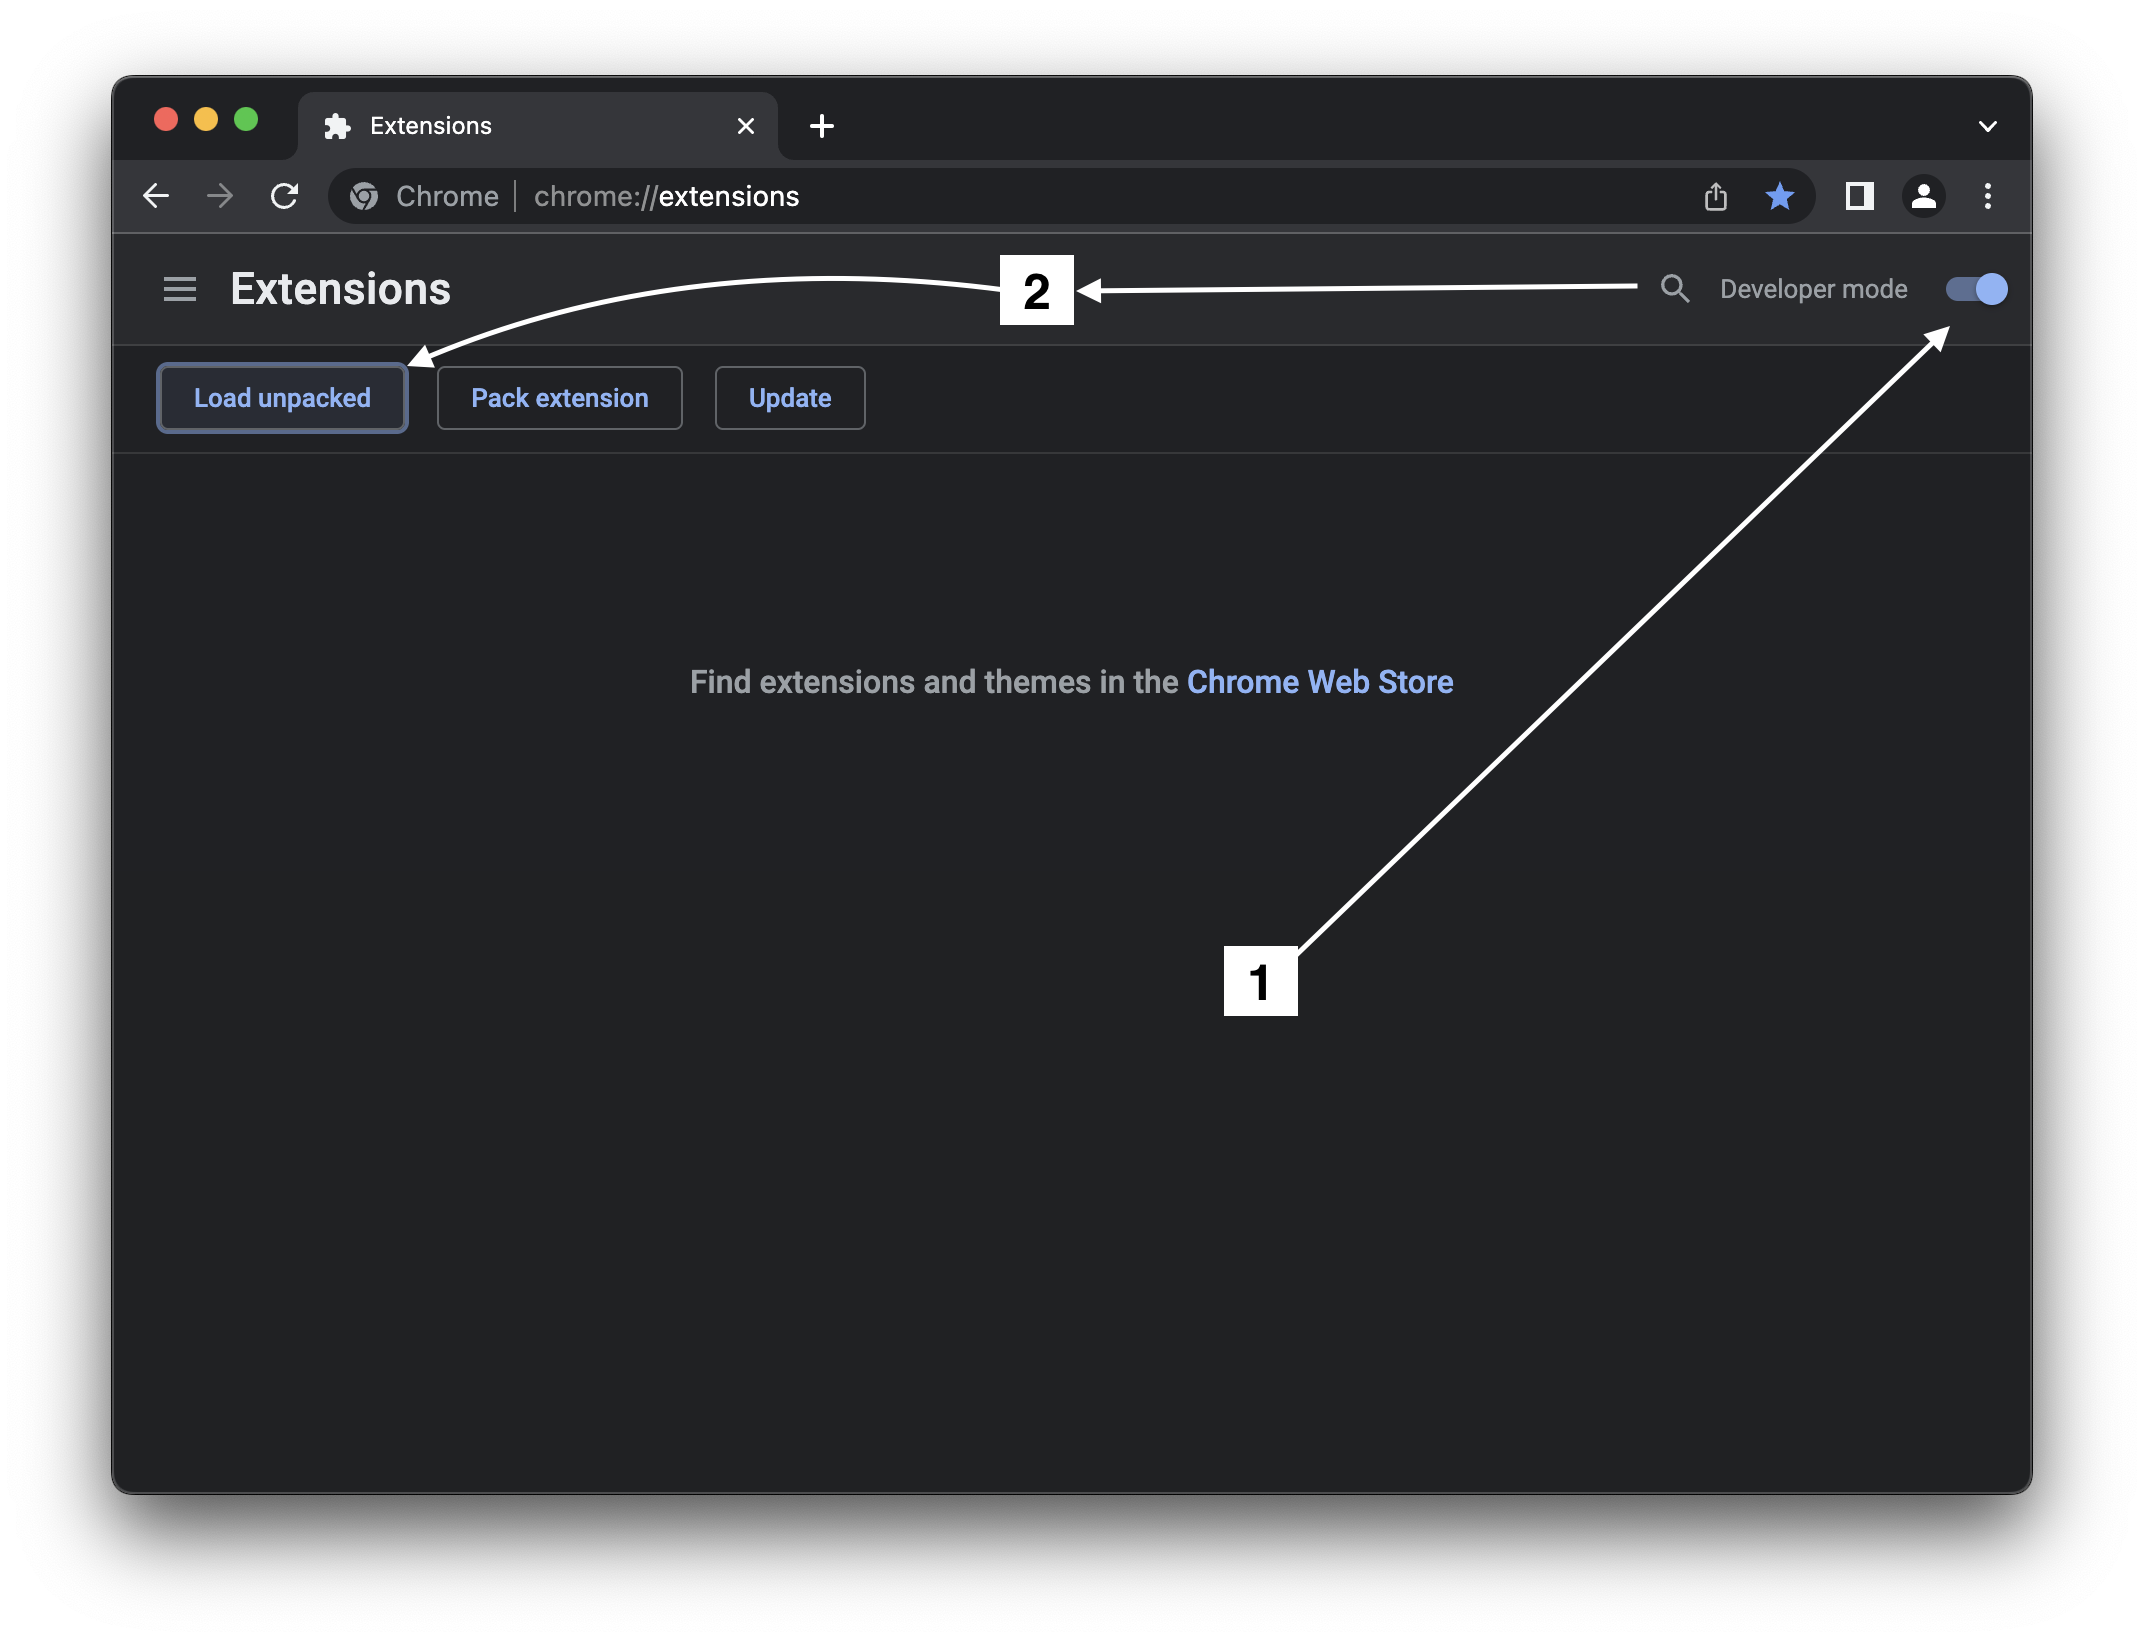 Extensions
Chrome | chrome://extensions
Extensions
2
Developer mode
Load unpacked
Pack extension
Update
Find extensions and themes in the Chrome Web Store
1